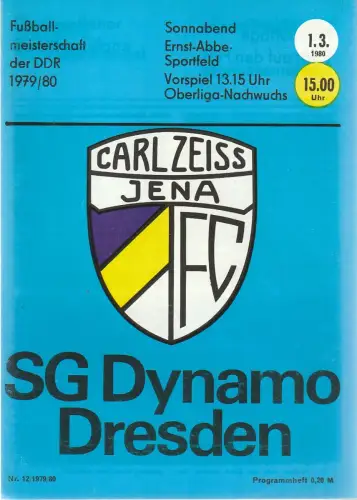 Fußball-
meisterschaft
der DDR
1979/80
Sonnabend
Ernst-Abbe-
Sportfeld
Vorspiel 13.15 Uhr
Oberliga-Nachwuchs
1.3.
1980
15.00
Uhr
CARL ZEISS
JENA
FC
SG Dynamo
Dresden
Nr. 12/1979/80
Programmheft 0,20 M